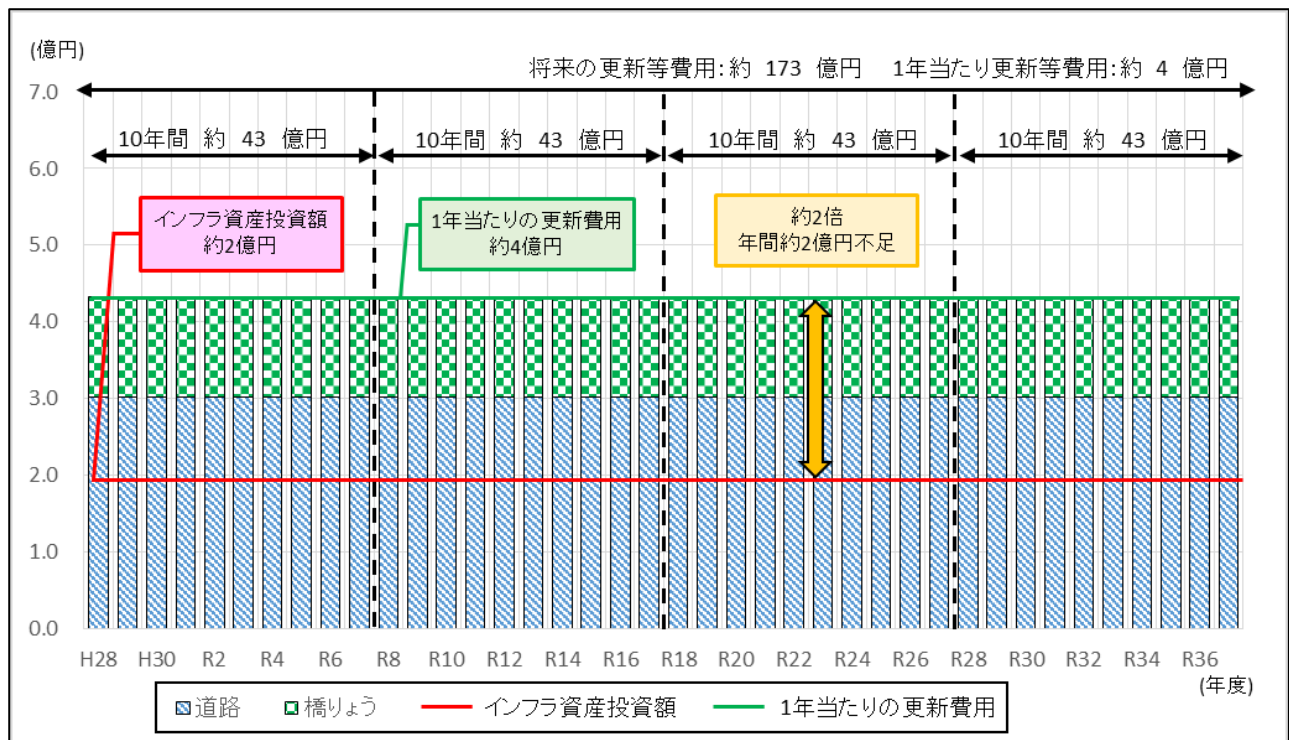 (億円)
将来の更新等費用：約 173 億円 1年当たり更新等費用：約 4 億円
7.0
10年間 約 43 億円 10年間 約 43 億円 10年間 約 43 億円 10年間 約 43 億円
6.0
インフラ資産投資額
約2億円
1年当たりの更新費用
約4億円
約2倍
年間約2億円不足
5.0
4.0
3.0
2.0
1.0
0.0
H28 H30 R2 R4 R6 R8 R10 R12 R14 R16 R18 R20 R22 R24 R26 R28 R30 R32 R34 R36
(年度)
道路 橋りょう インフラ資産投資額 1年当たりの更新費用